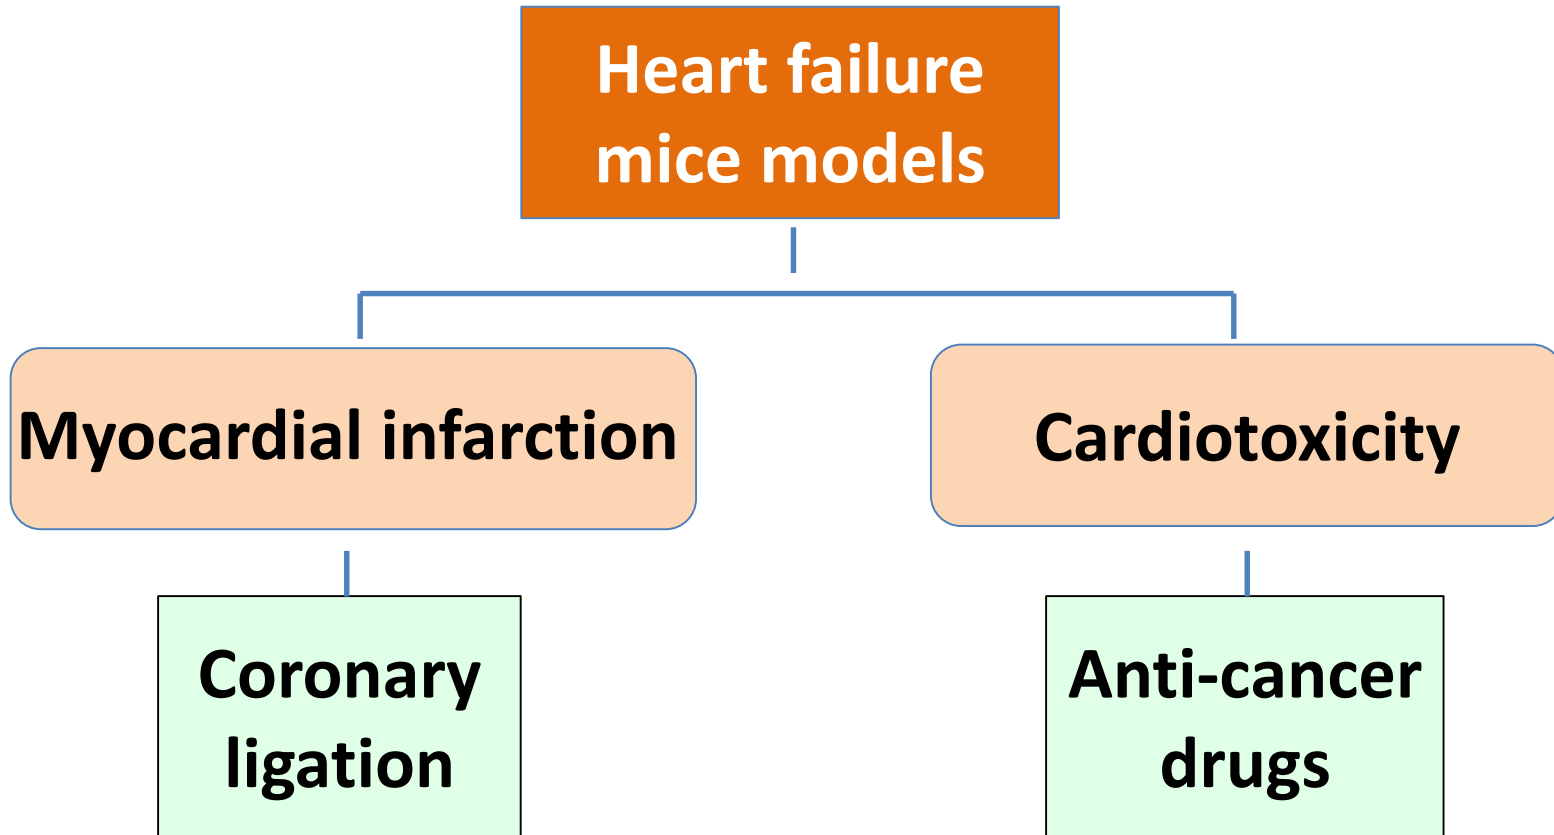 Heart failure
mice models
Myocardial infarction
Cardiotoxicity
Coronary
ligation
Anti-cancer
drugs